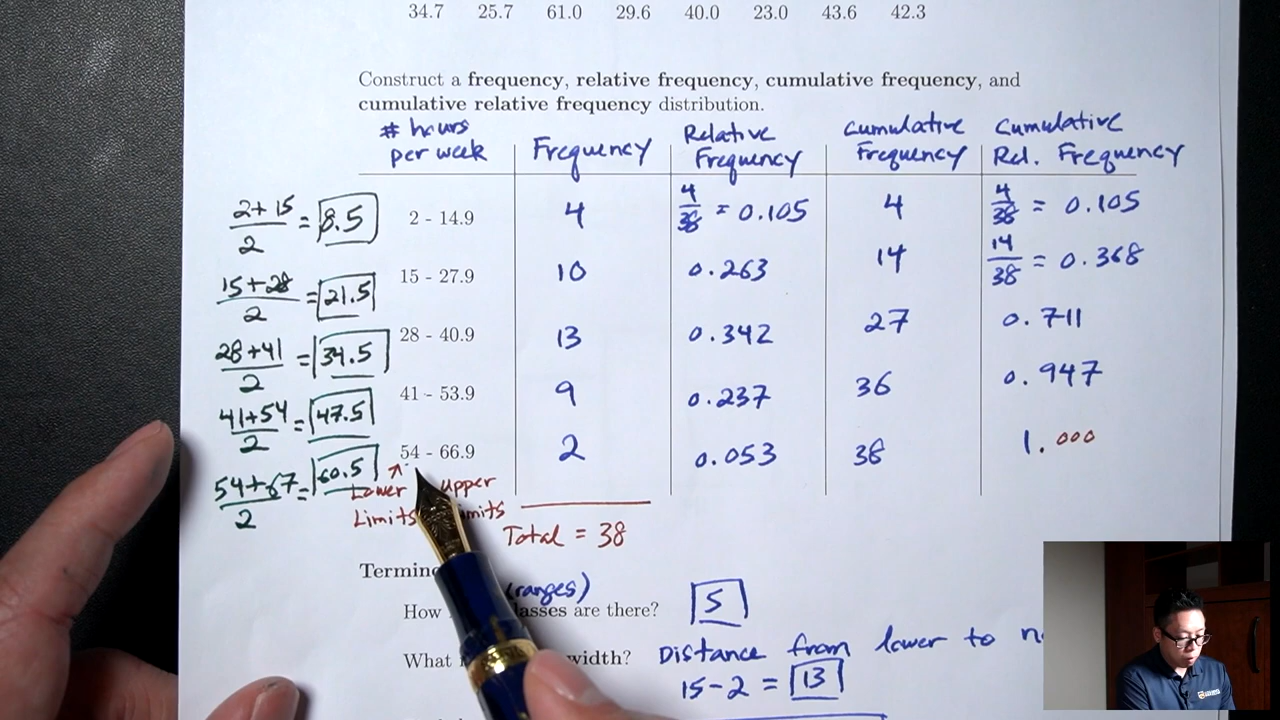 34.7 25.7 61.0 29.6 40.0 23.0 43.6 42.3
Construct a frequency, relative frequency, cumulative frequency, and
cumulative relative frequency distribution.
# hours per week Frequency Relative Frequency Cumulative Frequency Cumulative Rel. Frequency
2+15/2 = 8.5 2 - 14.9 4 4/38 = 0.105 4 4/38 = 0.105
15+28/2 = 21.5 15 - 27.9 10 0.263 14 14/38 = 0.368
28+41/2 = 34.5 28 - 40.9 13 0.342 27 0.711
41+54/2 = 47.5 41 - 53.9 9 0.237 36 0.947
54+67/2 = 60.5 54 - 66.9 2 0.053 38 1.000
Lower Limits upper
Total = 38
(ranges)
How are there? 5
What width? Distance from lower to
15-2 = 13